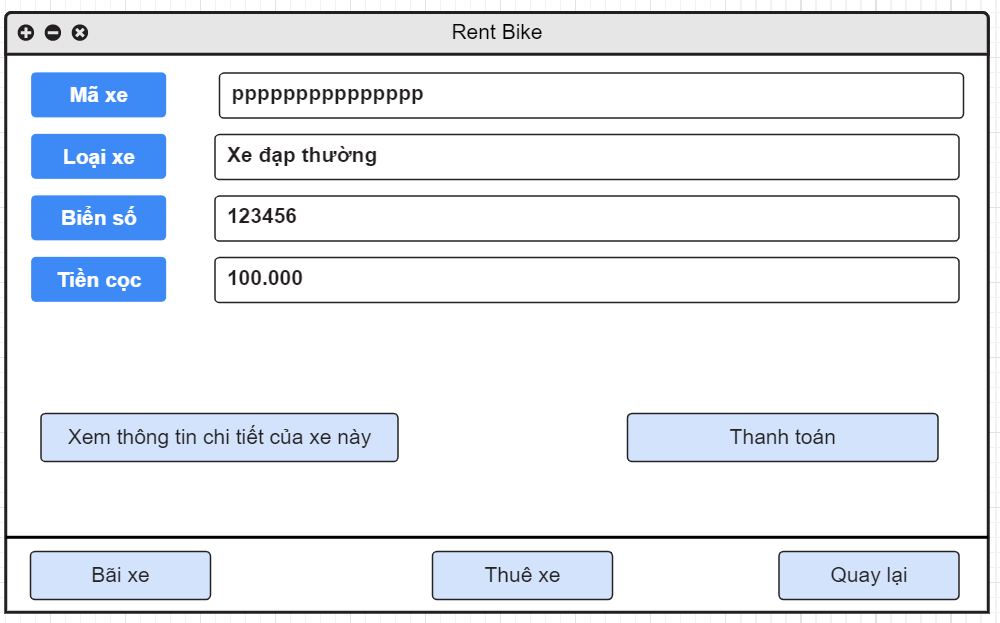 Rent Bike
Mã xe ppppppppppppppp
Loại xe Xe đạp thường
Biển số 123456
Tiền cọc 100.000
Xem thông tin chi tiết của xe này Thanh toán
Bãi xe Thuê xe Quay lại